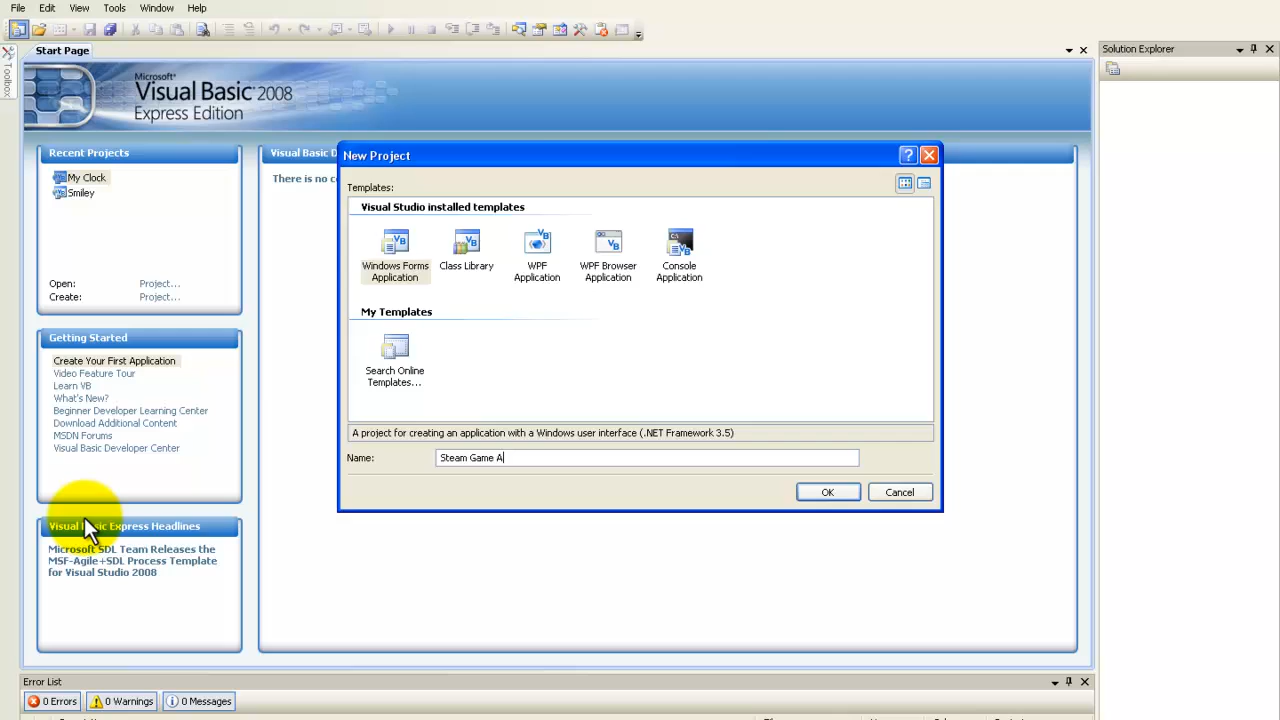 File Edit View Tools Window Help
Toolbox
Start Page
Solution Explorer
Microsoft
Visual Basic 2008
Express Edition
Recent Projects
My Clock
Smiley
Open: Project...
Create: Project...
Getting Started
Create Your First Application
Video Feature Tour
Learn VB
What's New?
Beginner Developer Learning Center
Download Additional Content
MSDN Forums
Visual Basic Developer Center
Visual Basic Express Headlines
Microsoft SDL Team Releases the
MSF-Agile+SDL Process Template
for Visual Studio 2008
Visual Basic D
There is no c
New Project
Templates:
Visual Studio installed templates
Windows Forms Application
Class Library
WPF Application
WPF Browser Application
Console Application
My Templates
Search Online Templates...
A project for creating an application with a Windows user interface (.NET Framework 3.5)
Name: Steam Game A
OK Cancel
Error List
0 Errors 0 Warnings 0 Messages